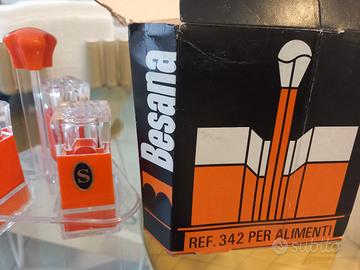 S
Besana
REF. 342 PER ALIMENTI
subito